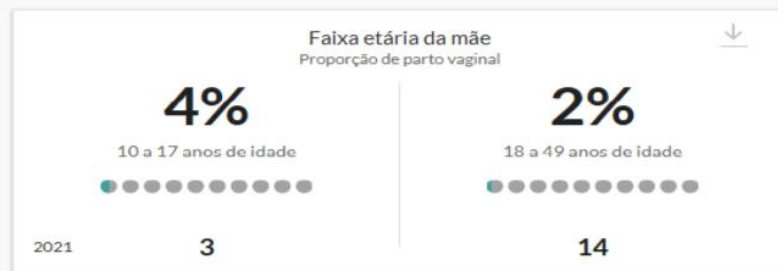 Faixa etária da mãe
Proporção de parto vaginal
4%
10 a 17 anos de idade
2%
18 a 49 anos de idade
2021
3
14